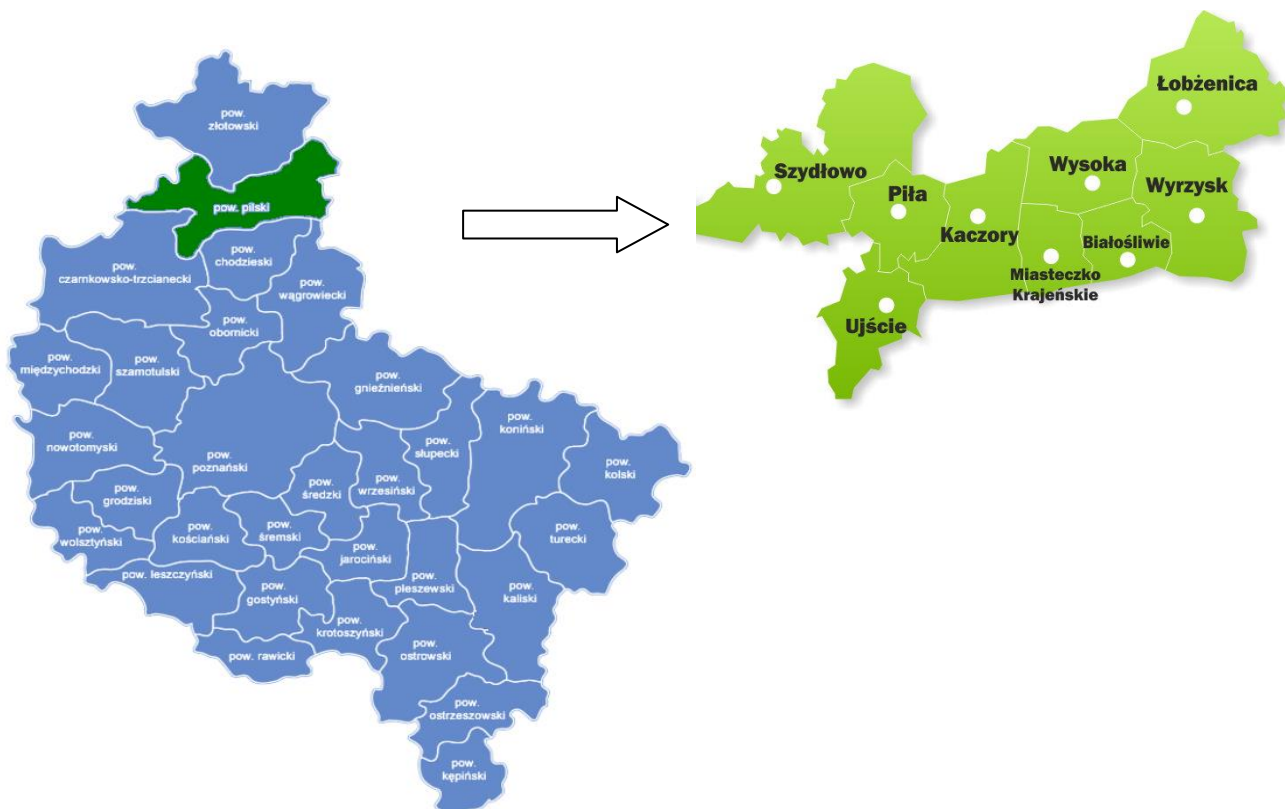 pow.
złotowski
pow. pilski
pow.
chodzieski
pow.
czarnkowsko-trzcianecki
pow.
wągrowiecki
pow.
obornicki
pow.
międzychodzki
pow.
szamotulski
pow.
gnieźnieński
pow.
koniński
pow.
nowotomyski
pow.
poznański
pow.
słupecki
pow.
kolski
pow.
grodziski
pow.
średzki
pow.
wrzesiński
pow.
wolsztyński
pow.
kościański
pow.
śremski
pow.
jarociński
pow.
turecki
pow. leszczyński
pow.
gostyński
pow.
pleszewski
pow.
kaliski
pow.
krotoszyński
pow. rawicki
pow.
ostrowski
pow.
ostrzeszowski
pow.
kępiński
Łobżenica
Szydłowo
Wysoka
Piła
Wyrzysk
Kaczory
Białośliwie
Miasteczko
Krajeńskie
Ujście